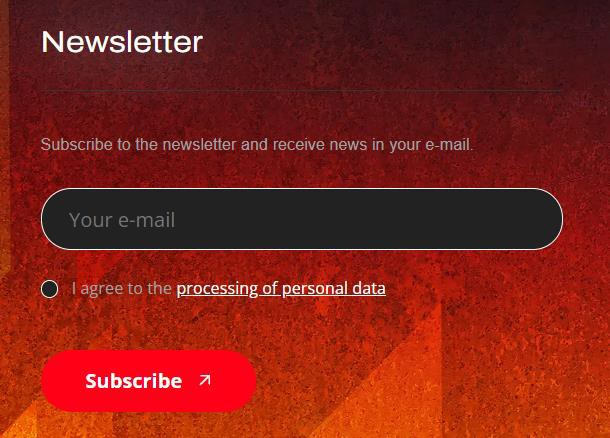 Newsletter
Subscribe to the newsletter and receive news in your e-mail.
Your e-mail
I agree to the processing of personal data
Subscribe